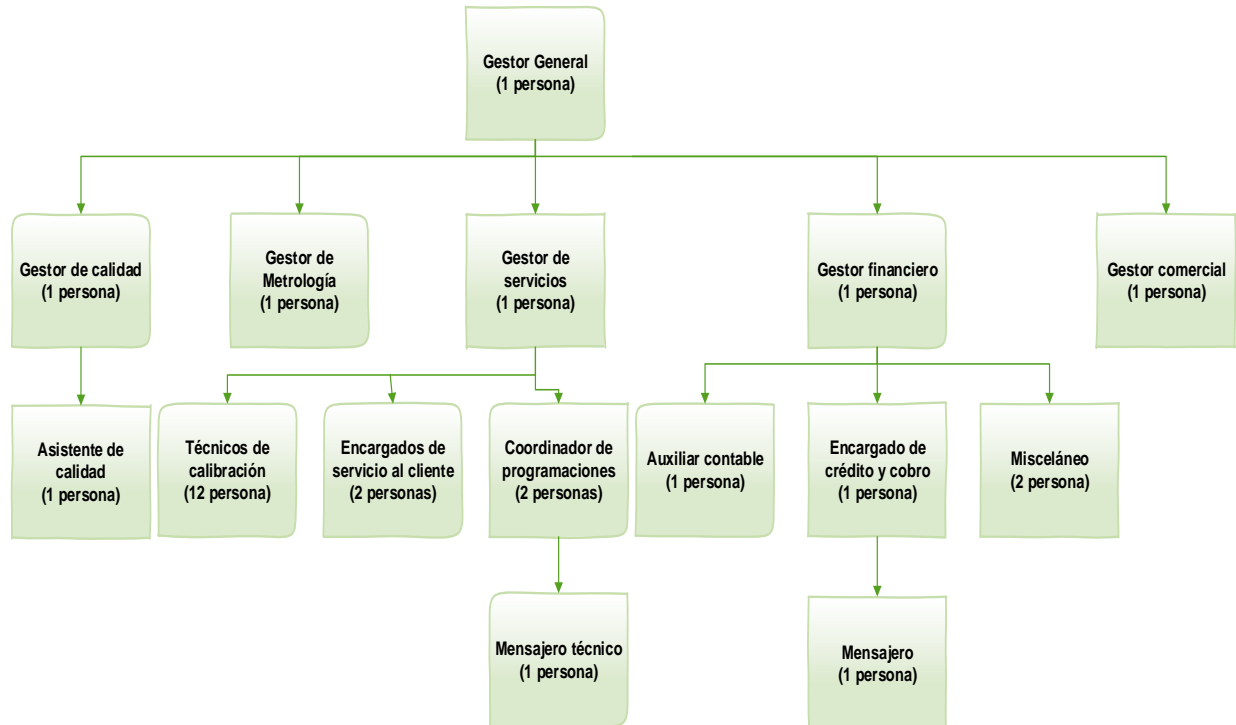 Gestor General
(1 persona)
Gestor de calidad
(1 persona)
Gestor de
Metrología
(1 persona)
Gestor de
servicios
(1 persona)
Gestor financiero
(1 persona)
Gestor comercial
(1 persona)
Asistente de
calidad
(1 persona)
Técnicos de
calibración
(12 persona)
Encargados de
servicio al cliente
(2 personas)
Coordinador de
programaciones
(2 personas)
Auxiliar contable
(1 persona)
Encargado de
crédito y cobro
(1 persona)
Misceláneo
(2 persona)
Mensajero técnico
(1 persona)
Mensajero
(1 persona)